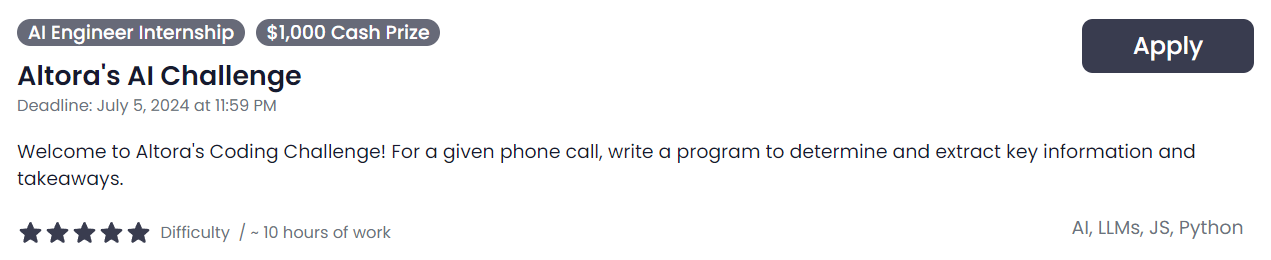 AI Engineer Internship $1,000 Cash Prize
Apply
Altora's AI Challenge
Deadline: July 5, 2024 at 11:59 PM
Welcome to Altora's Coding Challenge! For a given phone call, write a program to determine and extract key information and
takeaways.
Difficulty / ~ 10 hours of work
AI, LLMs, JS, Python